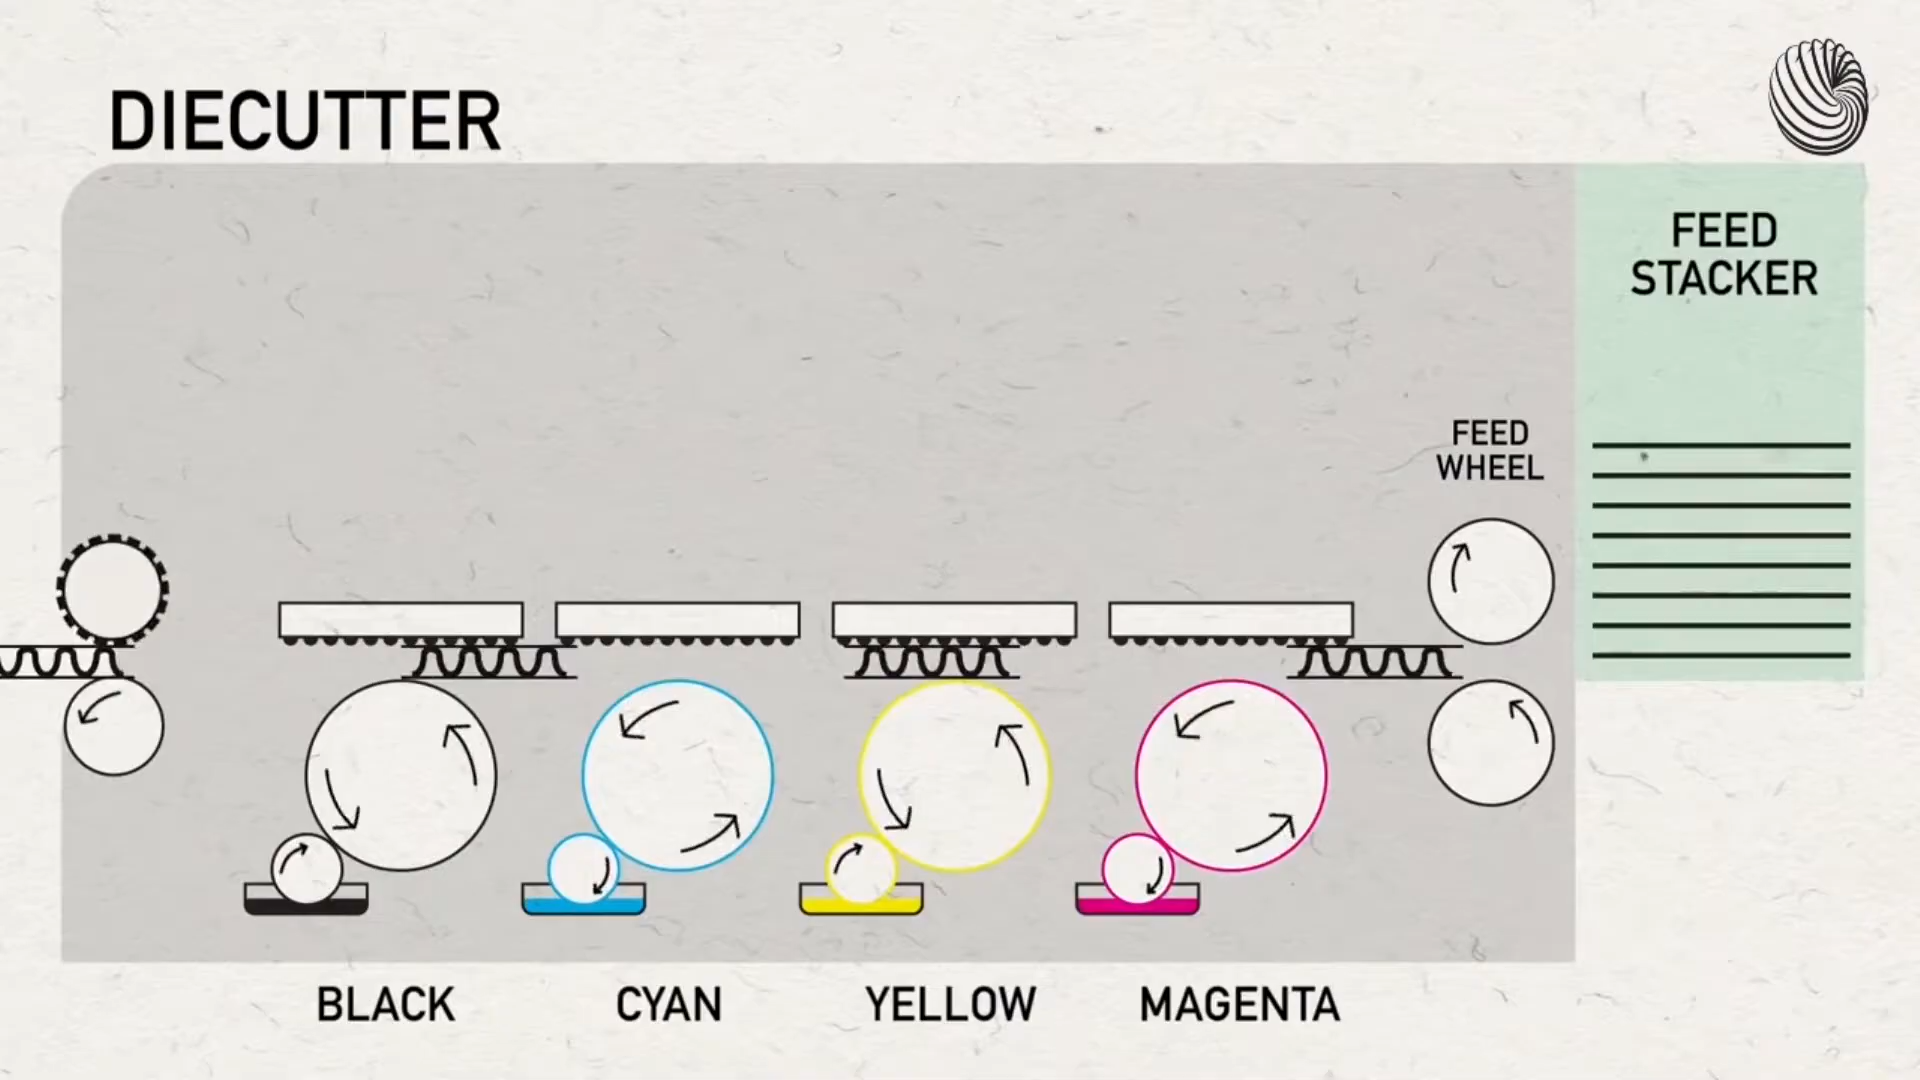 DIECUTTER
FEED
STACKER
FEED
WHEEL
BLACK
CYAN
YELLOW
MAGENTA